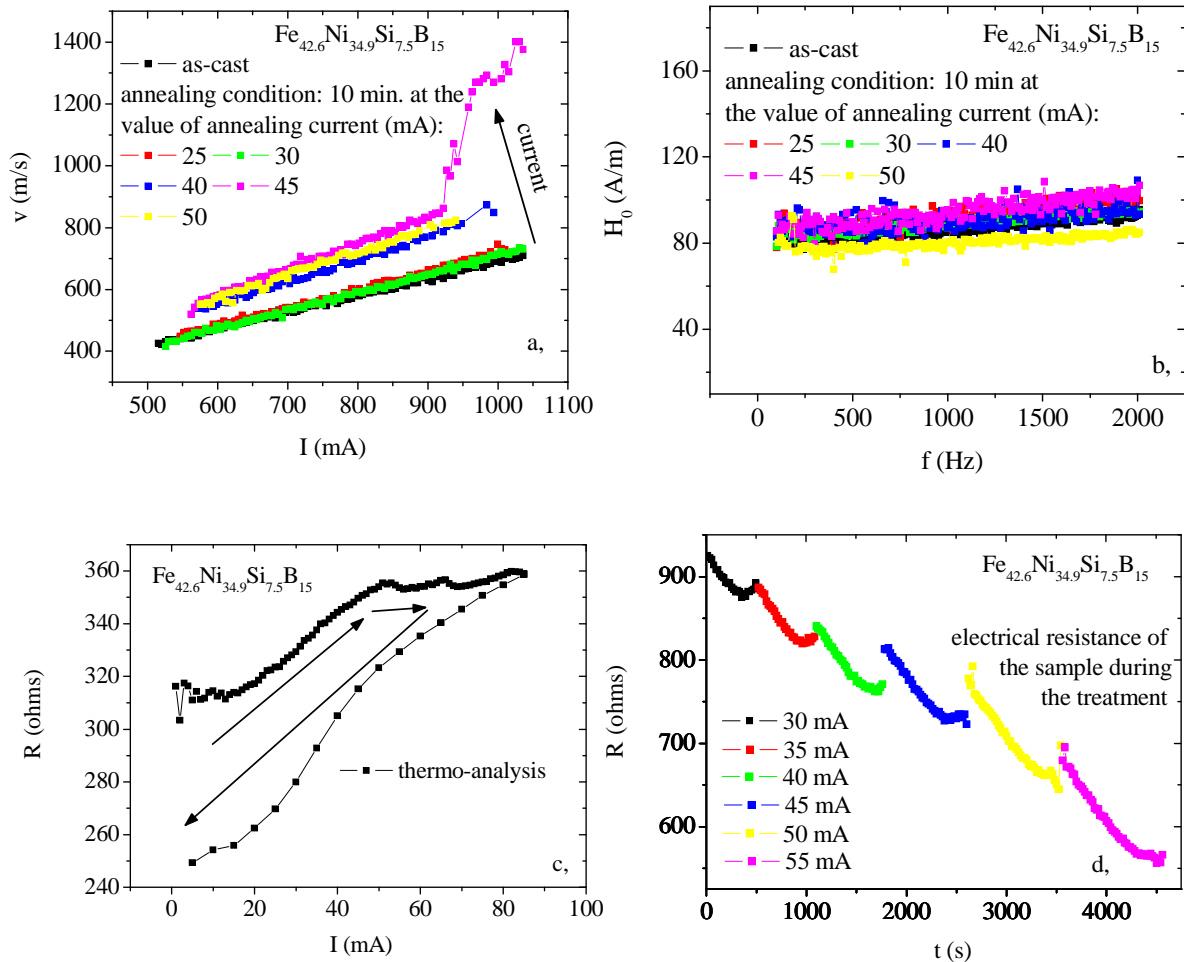 Fe42.6Ni34.9Si7.5B15
as-cast
annealing condition: 10 min. at the
value of annealing current (mA):
25 30
40 45
50
current
a,
1400
1200
1000
800
600
400
v (m/s)
500 600 700 800 900 1000 1100
I (mA)
Fe42.6Ni34.9Si7.5B15
as-cast
annealing condition: 10 min at
the value of annealing current (mA):
25 30 40
45 50
b,
160
120
80
40
H0 (A/m)
0 500 1000 1500 2000
f (Hz)
Fe42.6Ni34.9Si7.5B15
thermo-analysis
c,
360
340
320
300
280
260
240
R (ohms)
0 20 40 60 80 100
I (mA)
Fe42.6Ni34.9Si7.5B15
electrical resistance of
the sample during
the treatment
30 mA
35 mA
40 mA
45 mA
50 mA
55 mA
d,
900
800
700
600
R (ohms)
0 1000 2000 3000 4000
t (s)